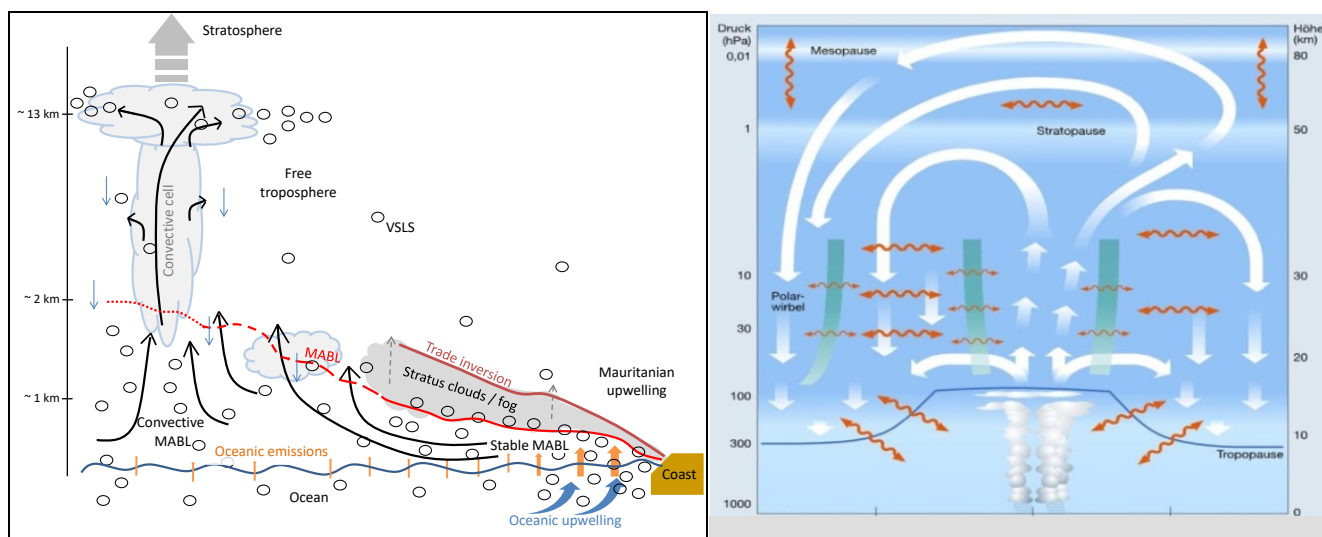 Stratosphere
~ 13 km
Free
troposphere
Convective cell
VSLS
~ 2 km
MABL
Trade inversion
Stratus clouds / fog
Mauritanian
upwelling
~ 1 km
Convective
MABL
Stable MABL
Oceanic emissions
Coast
Ocean
Oceanic upwelling
Druck
(hPa)
Höhe
(km)
Mesopause
0,01
80
1
Stratopause
50
10
30
Polar-
wirbel
30
20
100
300
10
Tropopause
1000
0